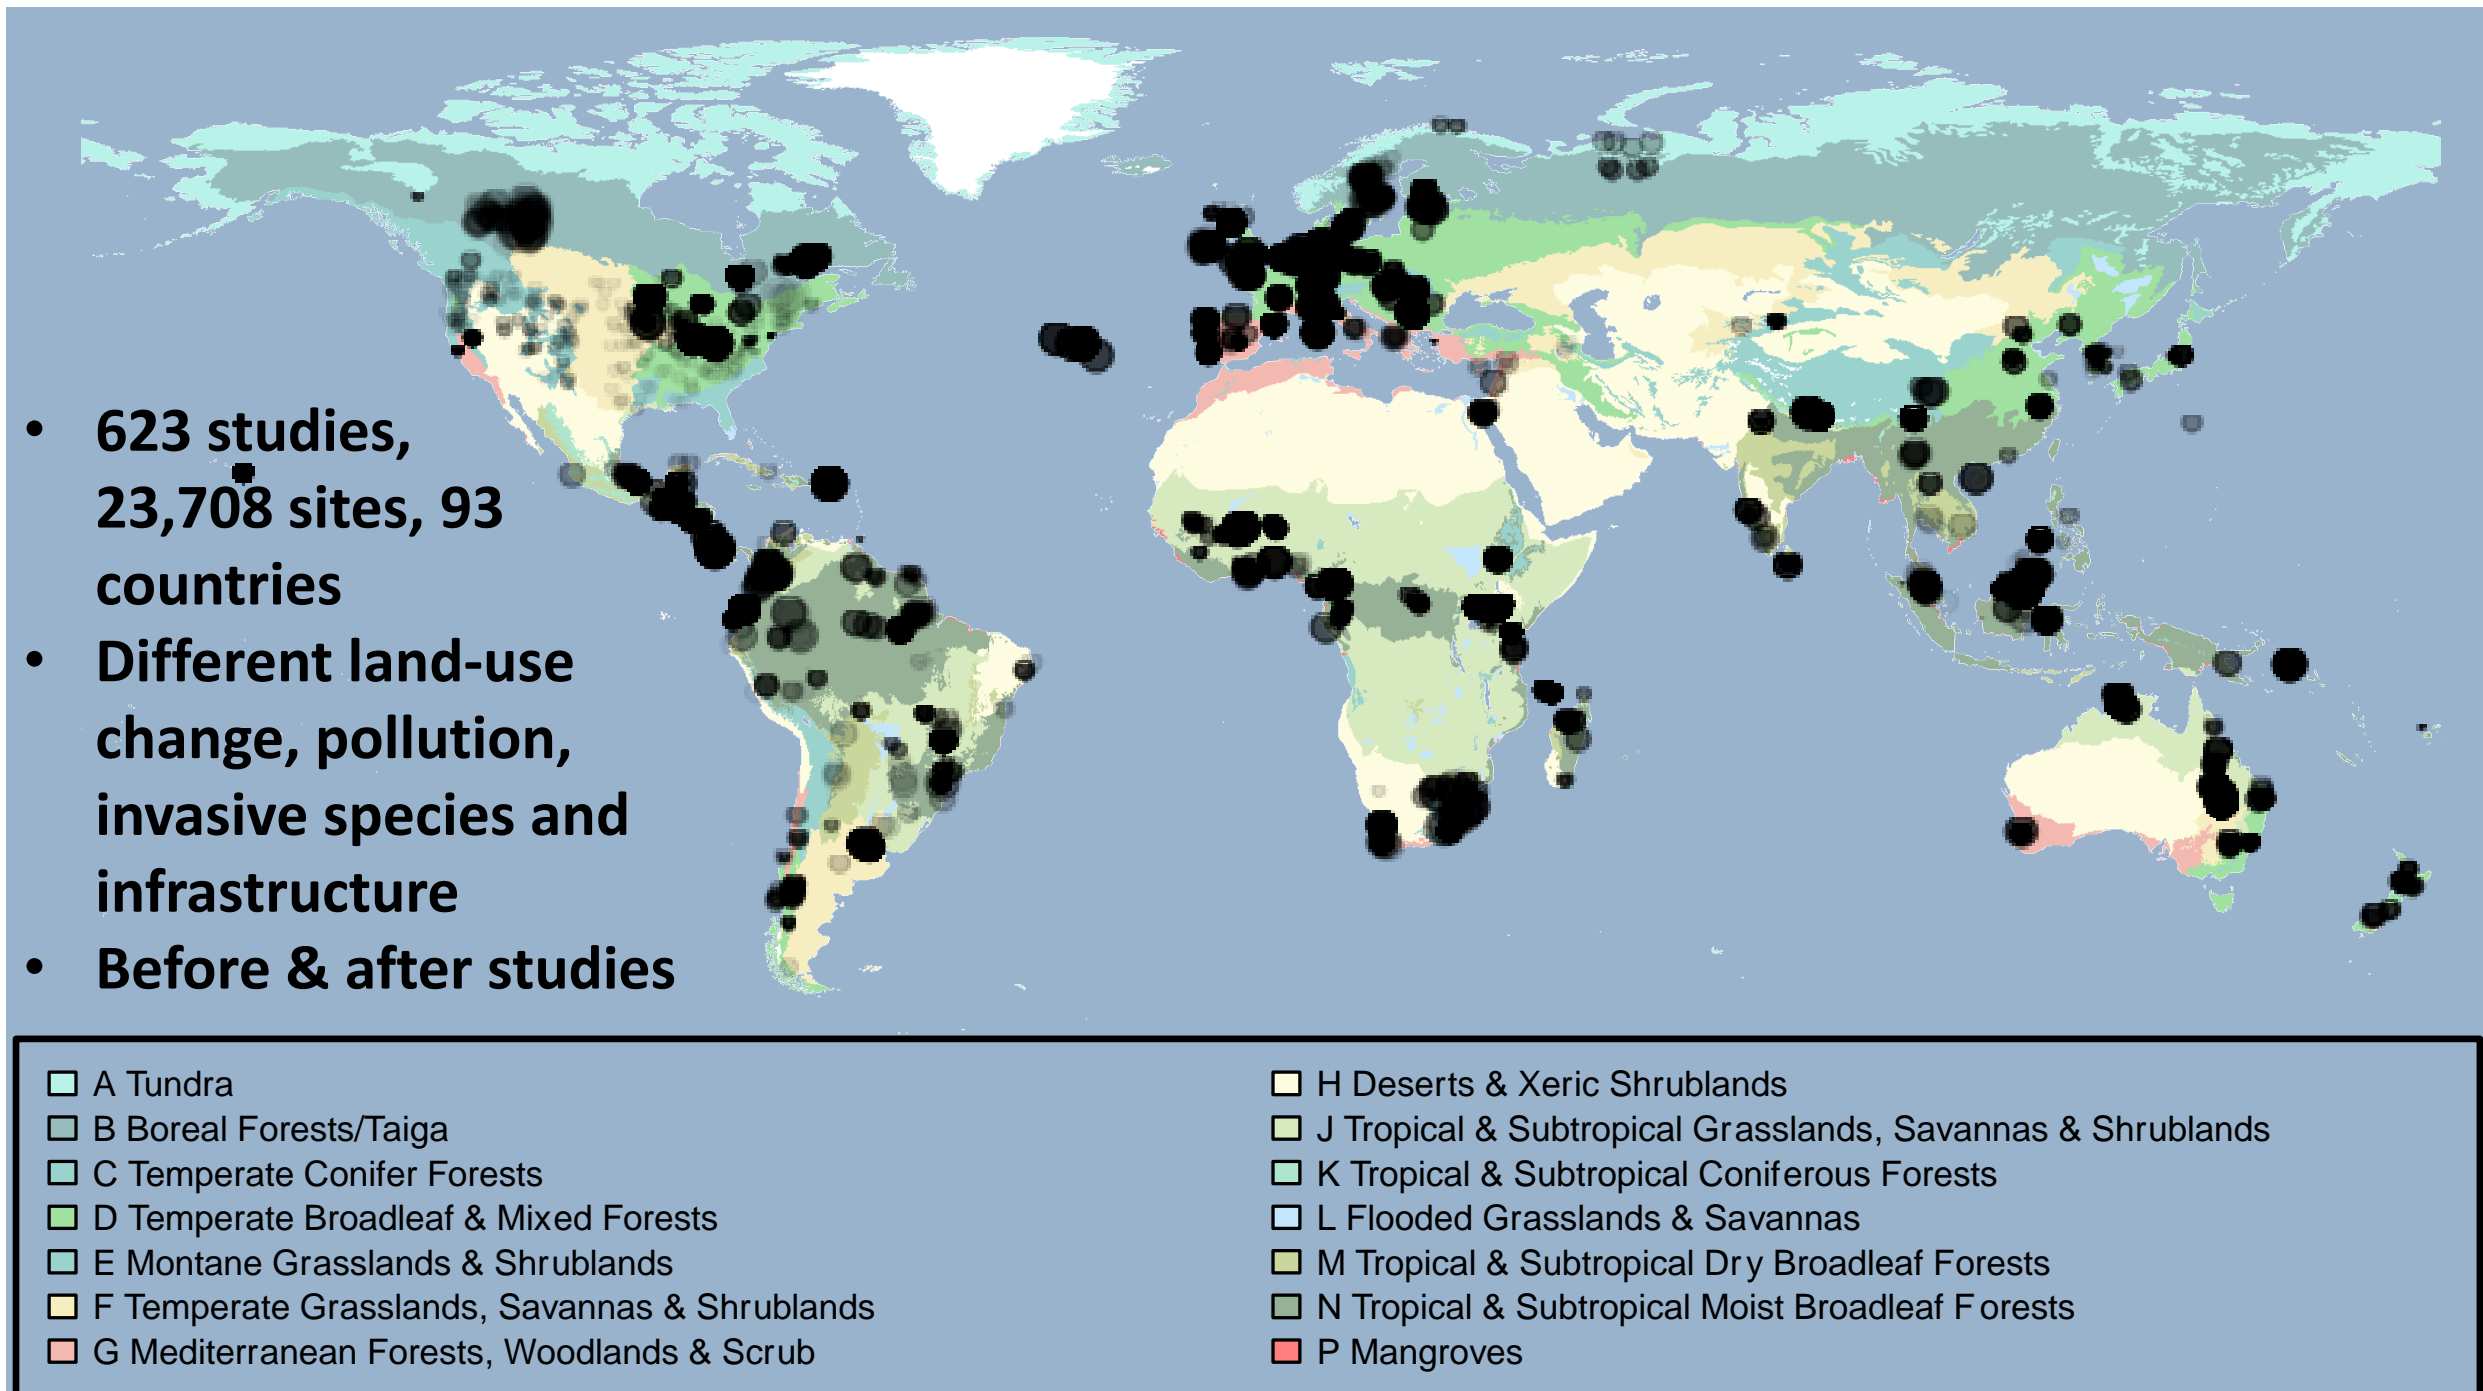 • 623 studies,
23,708 sites, 93
countries
• Different land-use
change, pollution,
invasive species and
infrastructure
• Before & after studies
A Tundra
B Boreal Forests/Taiga
C Temperate Conifer Forests
D Temperate Broadleaf & Mixed Forests
E Montane Grasslands & Shrublands
F Temperate Grasslands, Savannas & Shrublands
G Mediterranean Forests, Woodlands & Scrub
H Deserts & Xeric Shrublands
J Tropical & Subtropical Grasslands, Savannas & Shrublands
K Tropical & Subtropical Coniferous Forests
L Flooded Grasslands & Savannas
M Tropical & Subtropical Dry Broadleaf Forests
N Tropical & Subtropical Moist Broadleaf Forests
P Mangroves